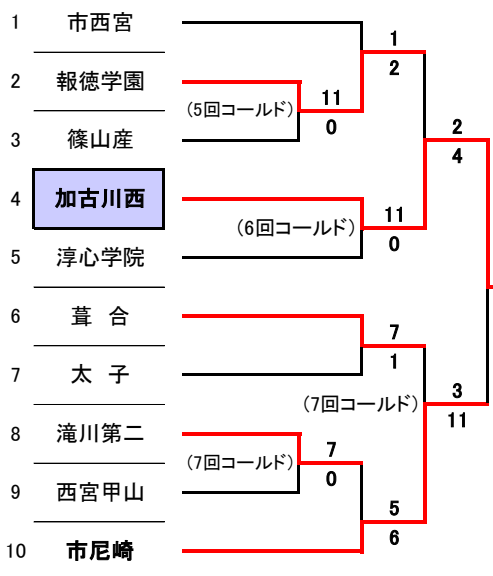 1 市西宮
1
2
2 報徳学園
(5回コールド)
11
0
3 篠山産
2
4
4 加古川西
(6回コールド)
11
0
5 淳心学院
6 葺 合
7
1
7 太 子
(7回コールド)
3
11
8 滝川第二
(7回コールド)
7
0
9 西宮甲山
5
6
10 市尼崎